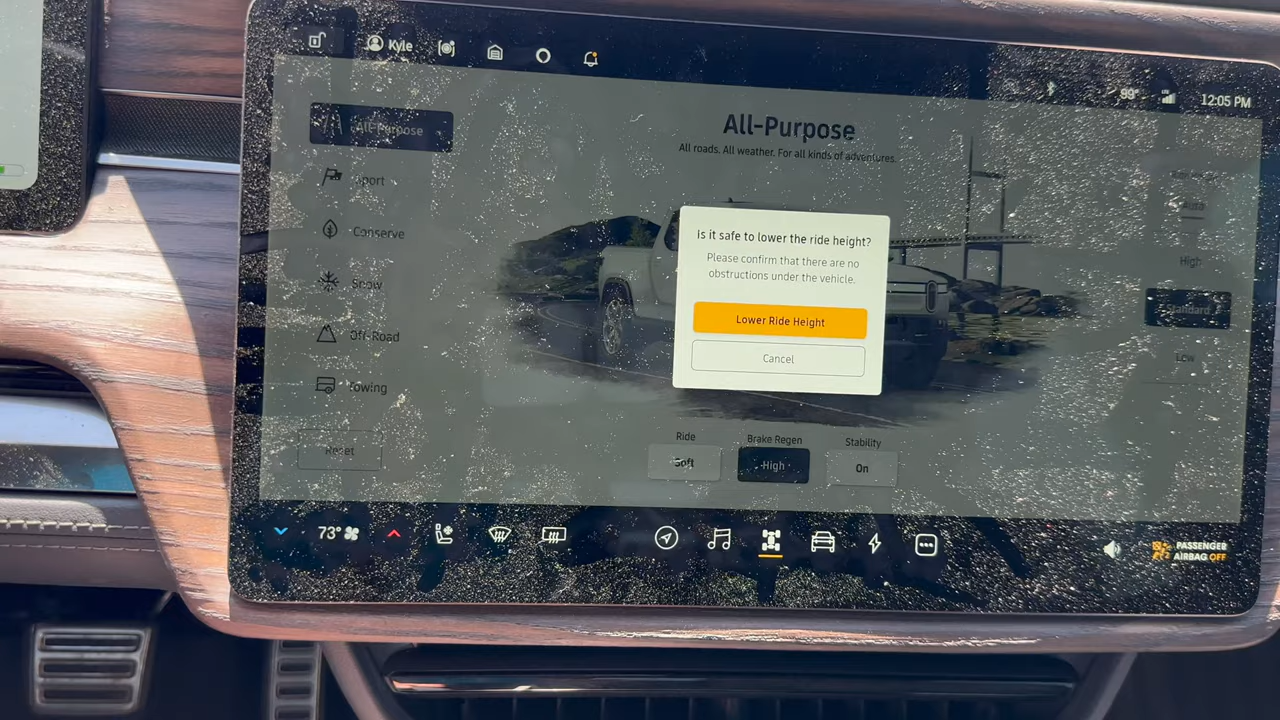 Kyle
99°
LTE
12:05 PM
All-Purpose
Sport
Conserve
Snow
Off-Road
Towing
Reset
All-Purpose
All roads. All weather. For all kinds of adventures.
Is it safe to lower the ride height?
Please confirm that there are no
obstructions under the vehicle.
Lower Ride Height
Cancel
Auto
High
Standard
Low
Ride
Soft
Brake Regen
High
Stability
On
73°
PASSENGER
AIRBAG OFF